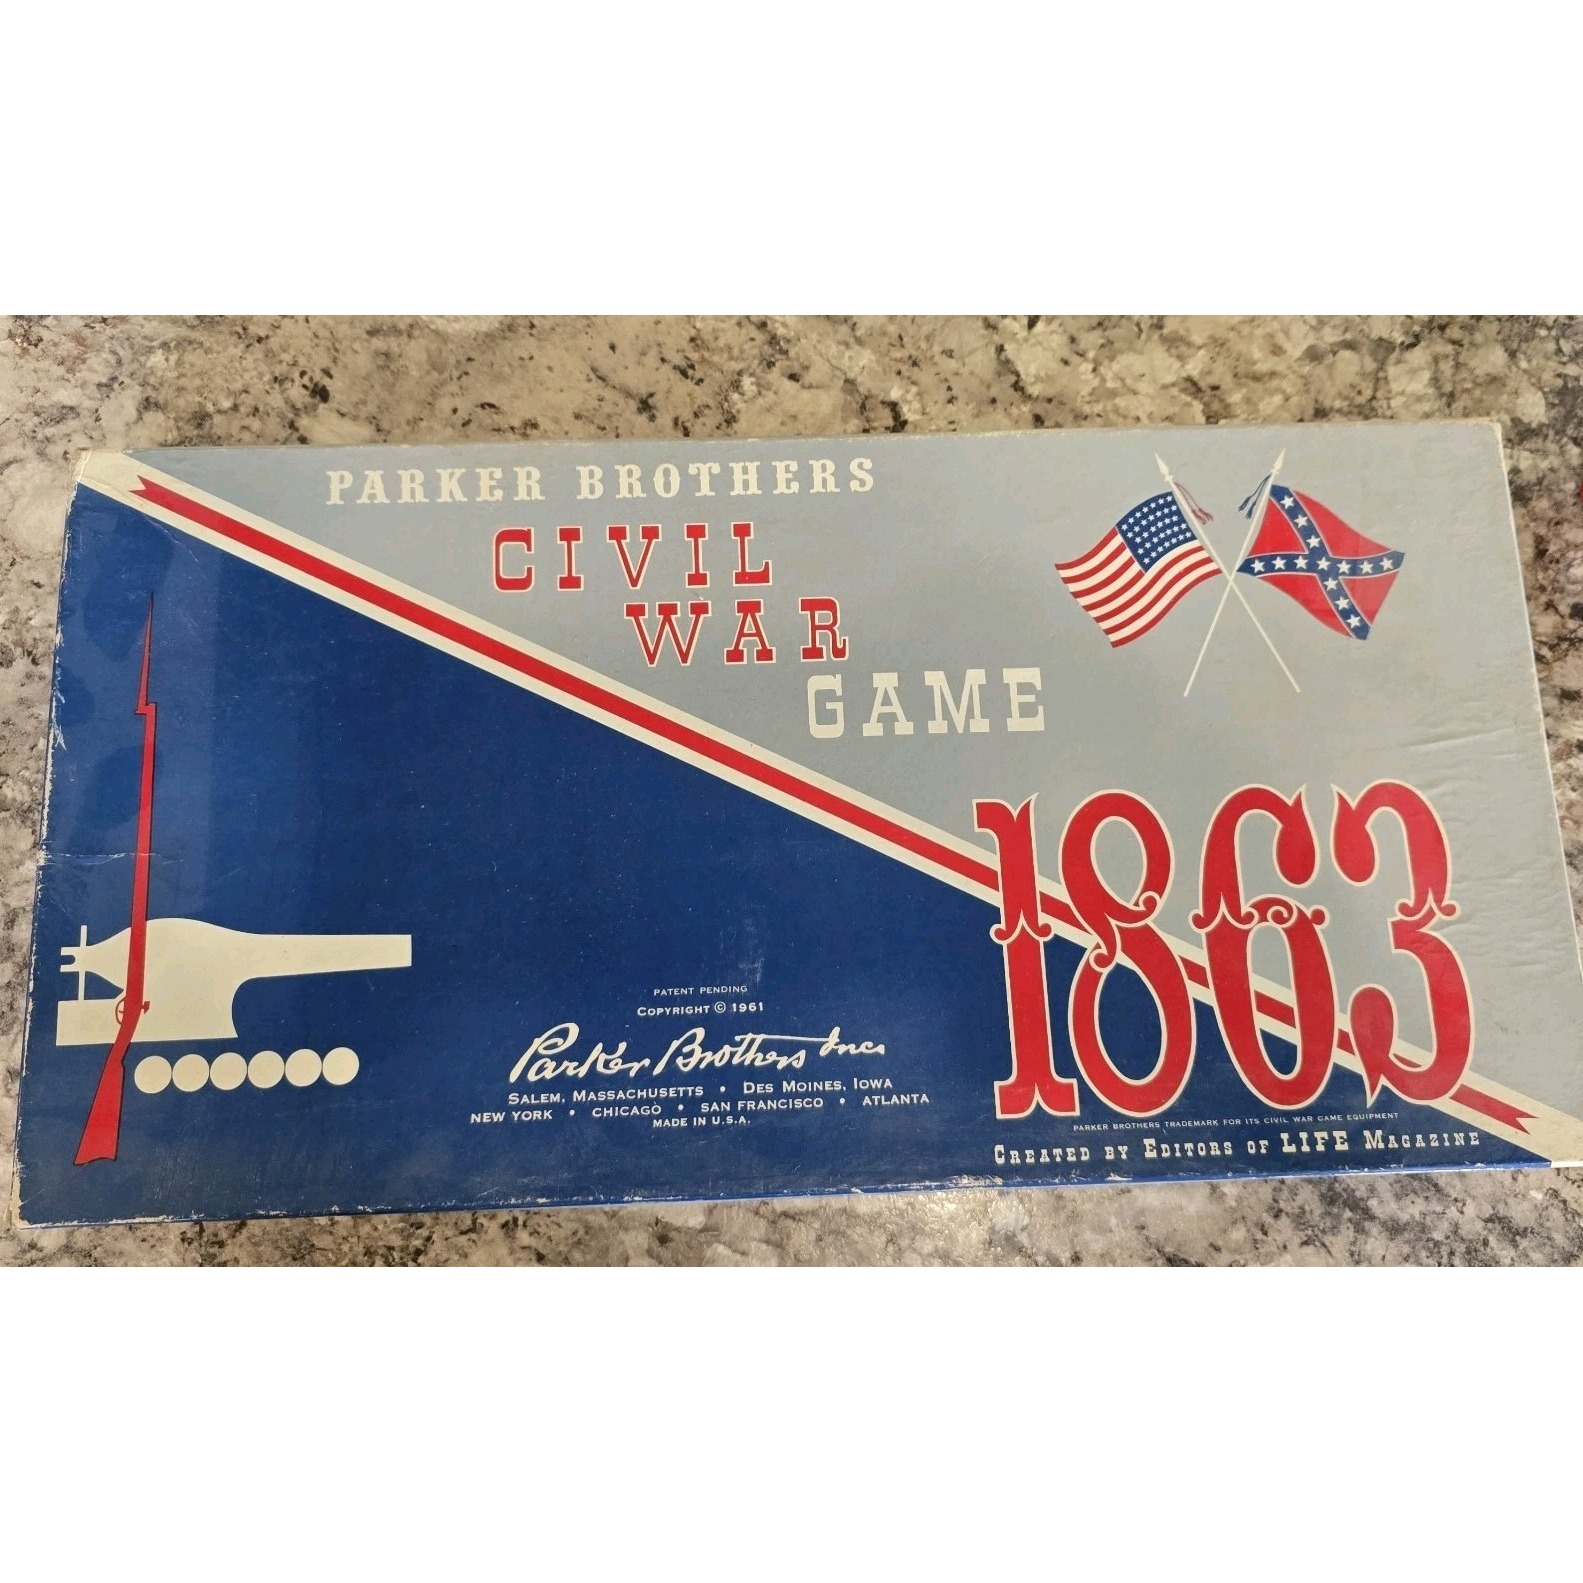 PARKER BROTHERS
CIVIL
WAR
GAME
1863
PATENT PENDING
COPYRIGHT © 1961
Parker Brothers Inc.
SALEM, MASSACHUSETTS • DES MOINES, IOWA
NEW YORK • CHICAGO • SAN FRANCISCO • ATLANTA
MADE IN U.S.A.
PARKER BROTHERS TRADEMARK FOR ITS CIVIL WAR GAME EQUIPMENT
CREATED BY EDITORS OF LIFE MAGAZINE